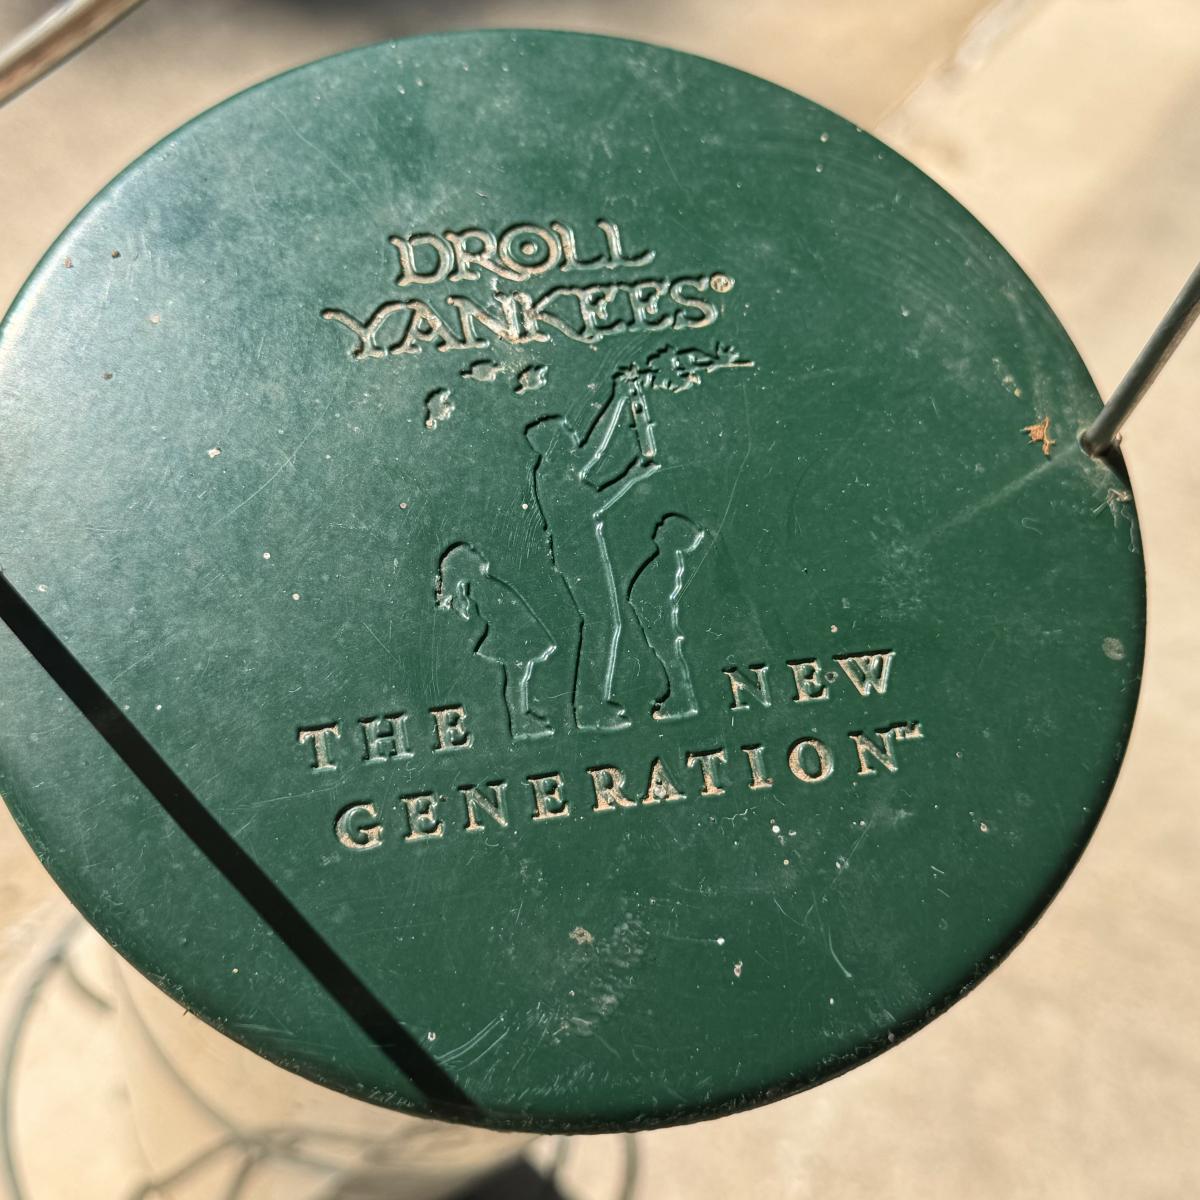 DROLL
YANKEES®
THE NEW
GENERATION™